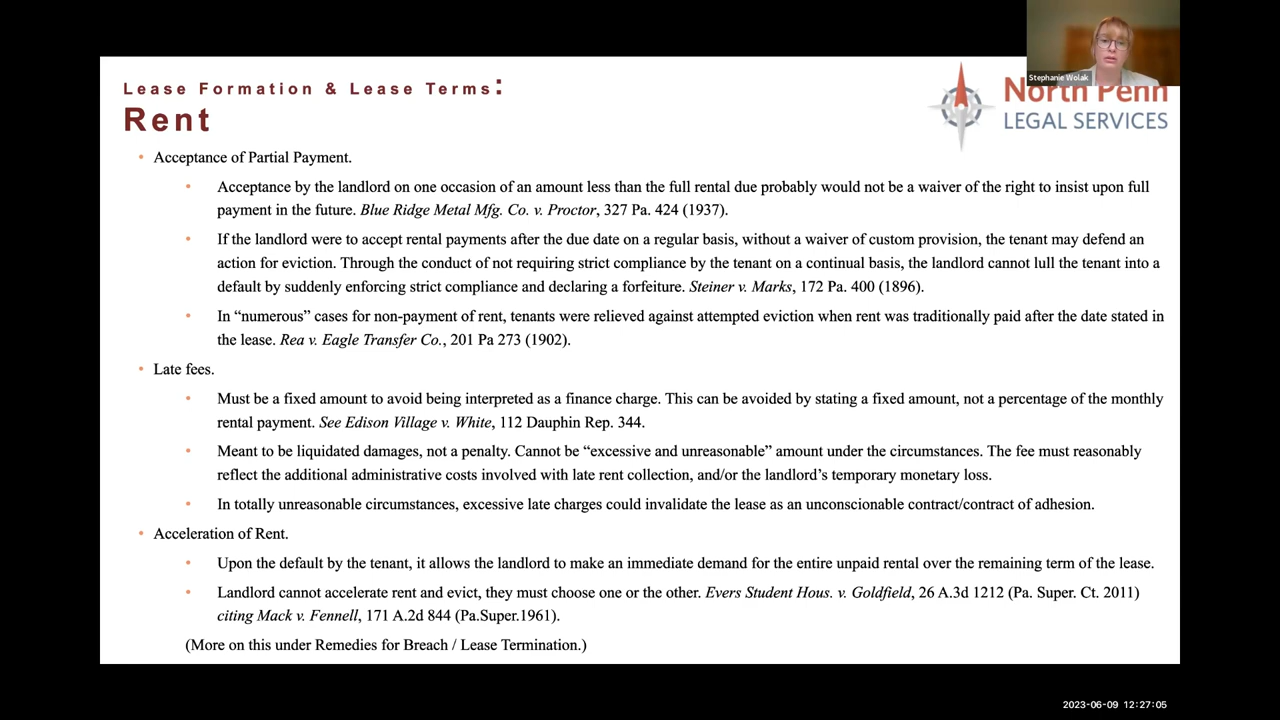 Stephanie Wolak
Lease Formation & Lease Terms:
Rent
North Penn
LEGAL SERVICES
• Acceptance of Partial Payment.
• Acceptance by the landlord on one occasion of an amount less than the full rental due probably would not be a waiver of the right to insist upon full
payment in the future. Blue Ridge Metal Mfg. Co. v. Proctor, 327 Pa. 424 (1937).
• If the landlord were to accept rental payments after the due date on a regular basis, without a waiver of custom provision, the tenant may defend an
action for eviction. Through the conduct of not requiring strict compliance by the tenant on a continual basis, the landlord cannot lull the tenant into a
default by suddenly enforcing strict compliance and declaring a forfeiture. Steiner v. Marks, 172 Pa. 400 (1896).
• In “numerous” cases for non-payment of rent, tenants were relieved against attempted eviction when rent was traditionally paid after the date stated in
the lease. Rea v. Eagle Transfer Co., 201 Pa 273 (1902).
• Late fees.
• Must be a fixed amount to avoid being interpreted as a finance charge. This can be avoided by stating a fixed amount, not a percentage of the monthly
rental payment. See Edison Village v. White, 112 Dauphin Rep. 344.
• Meant to be liquidated damages, not a penalty. Cannot be “excessive and unreasonable” amount under the circumstances. The fee must reasonably
reflect the additional administrative costs involved with late rent collection, and/or the landlord’s temporary monetary loss.
• In totally unreasonable circumstances, excessive late charges could invalidate the lease as an unconscionable contract/contract of adhesion.
• Acceleration of Rent.
• Upon the default by the tenant, it allows the landlord to make an immediate demand for the entire unpaid rental over the remaining term of the lease.
• Landlord cannot accelerate rent and evict, they must choose one or the other. Evers Student Hous. v. Goldfield, 26 A.3d 1212 (Pa. Super. Ct. 2011)
citing Mack v. Fennell, 171 A.2d 844 (Pa.Super.1961).
(More on this under Remedies for Breach / Lease Termination.)
2023-06-09 12:27:05